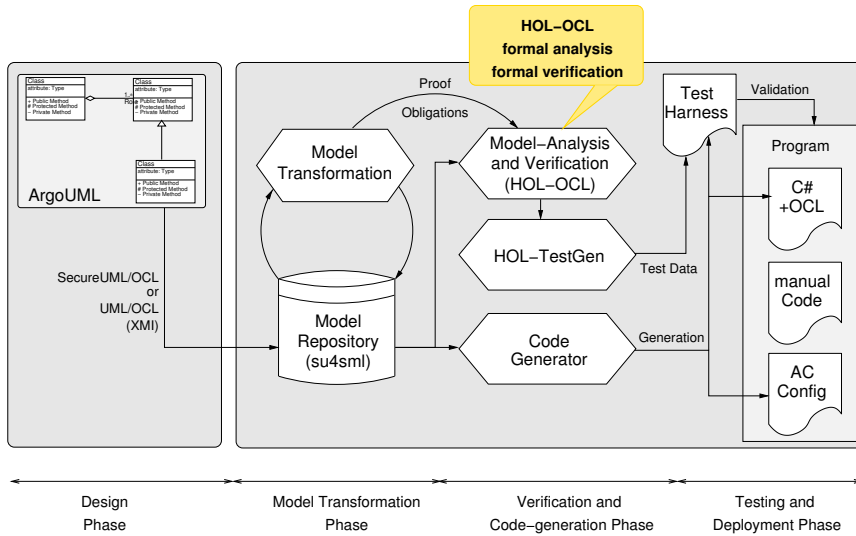 HOL-OCL
formal analysis
formal verification
Class
attribute: Type
+ Public Method
# Protected Method
- Private Method
1..*
Role
Class
attribute: Type
+ Public Method
# Protected Method
- Private Method
Class
attribute: Type
+ Public Method
# Protected Method
- Private Method
ArgoUML
SecureUML/OCL
or
UML/OCL
(XMI)
Proof
Obligations
Model
Transformation
Model
Repository
(su4sml)
Model-Analysis
and Verification
(HOL-OCL)
HOL-TestGen
Code
Generator
Test Data
Generation
Test
Harness
Validation
Program
C#
+OCL
manual
Code
AC
Config
Design
Phase
Model Transformation
Phase
Verification and
Code-generation Phase
Testing and
Deployment Phase